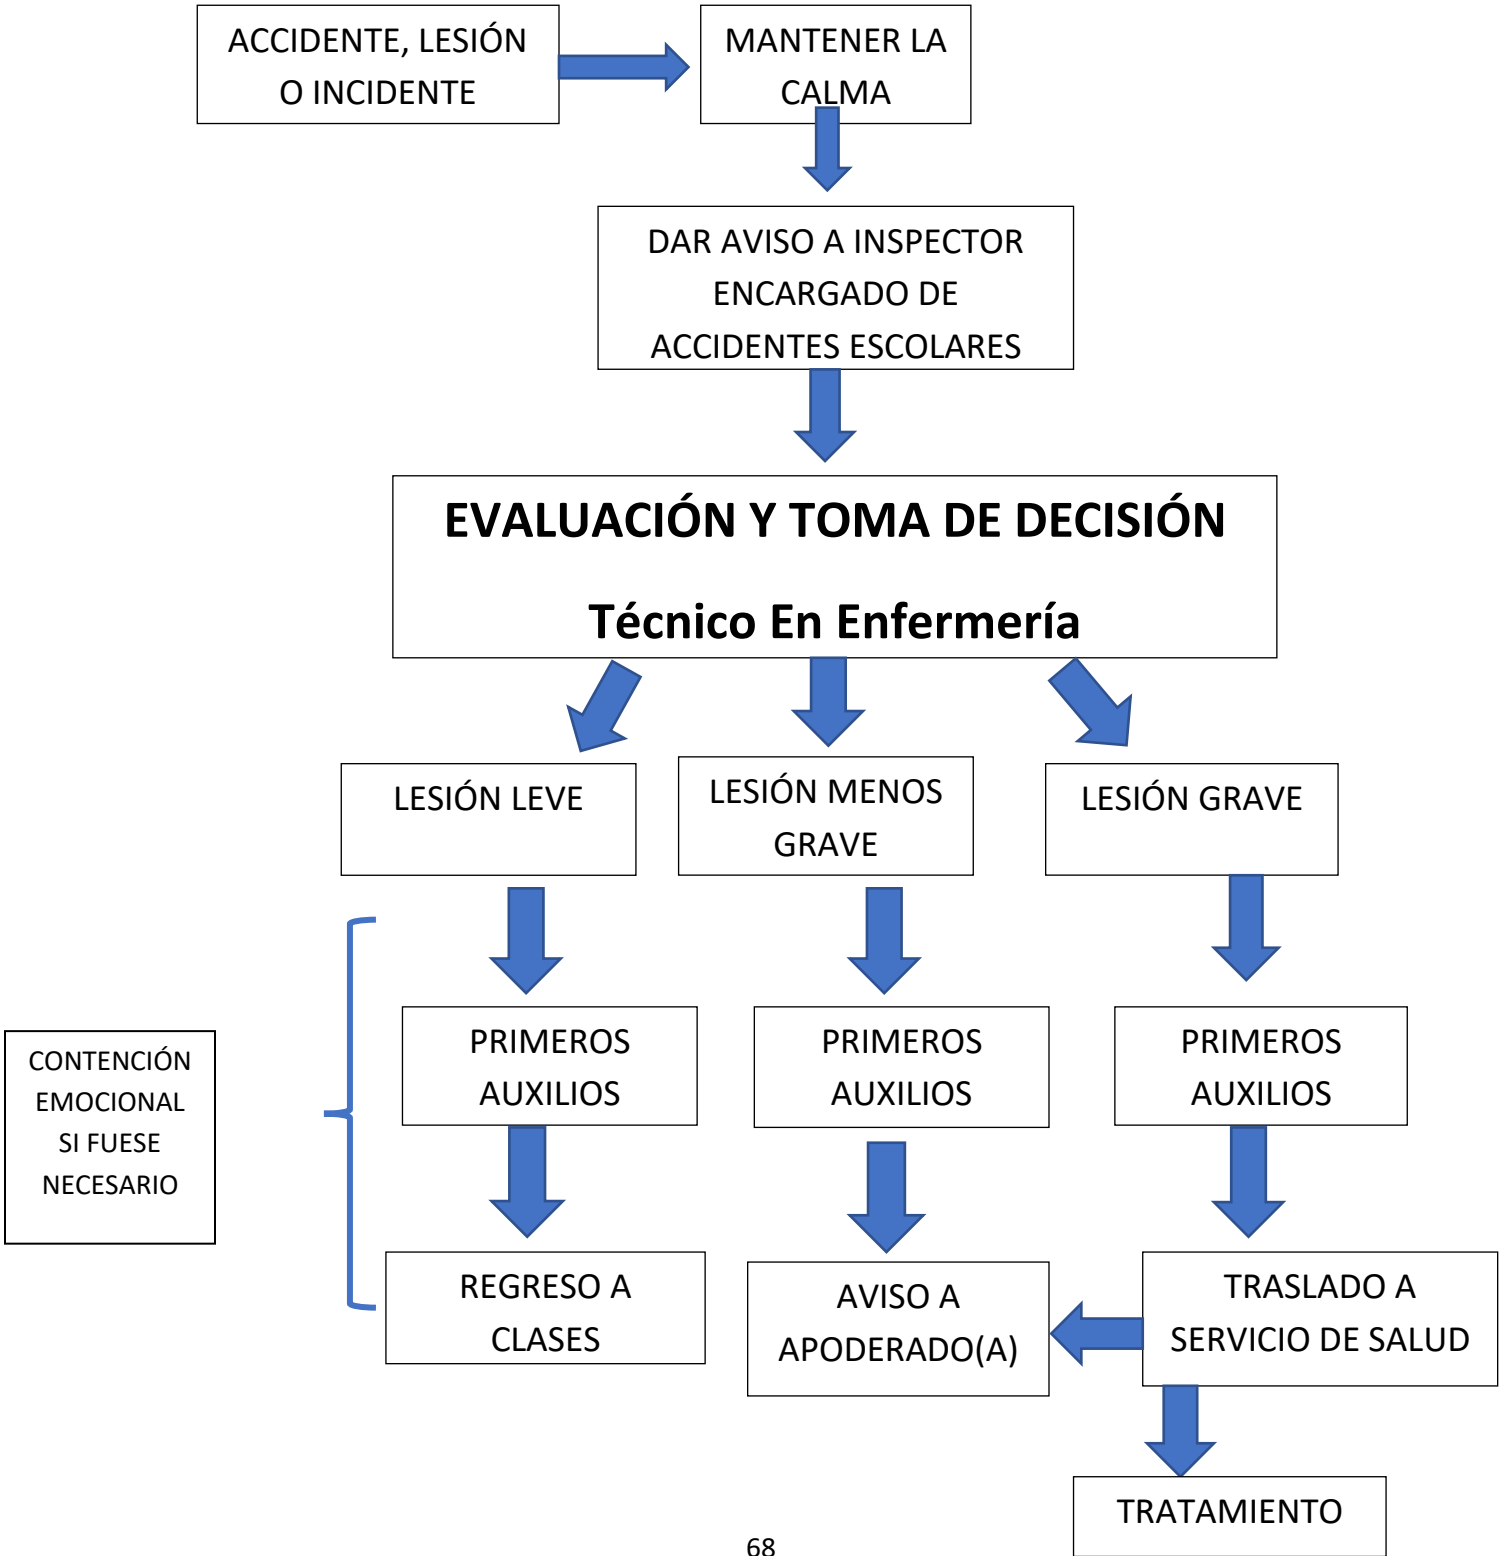 ACCIDENTE, LESIÓN
O INCIDENTE
MANTENER LA
CALMA
DAR AVISO A INSPECTOR
ENCARGADO DE
ACCIDENTES ESCOLARES
EVALUACIÓN Y TOMA DE DECISIÓN
Técnico En Enfermería
LESIÓN LEVE
LESIÓN MENOS
GRAVE
LESIÓN GRAVE
CONTENCIÓN
EMOCIONAL
SI FUESE
NECESARIO
PRIMEROS
AUXILIOS
PRIMEROS
AUXILIOS
PRIMEROS
AUXILIOS
REGRESO A
CLASES
AVISO A
APODERADO(A)
TRASLADO A
SERVICIO DE SALUD
TRATAMIENTO
68